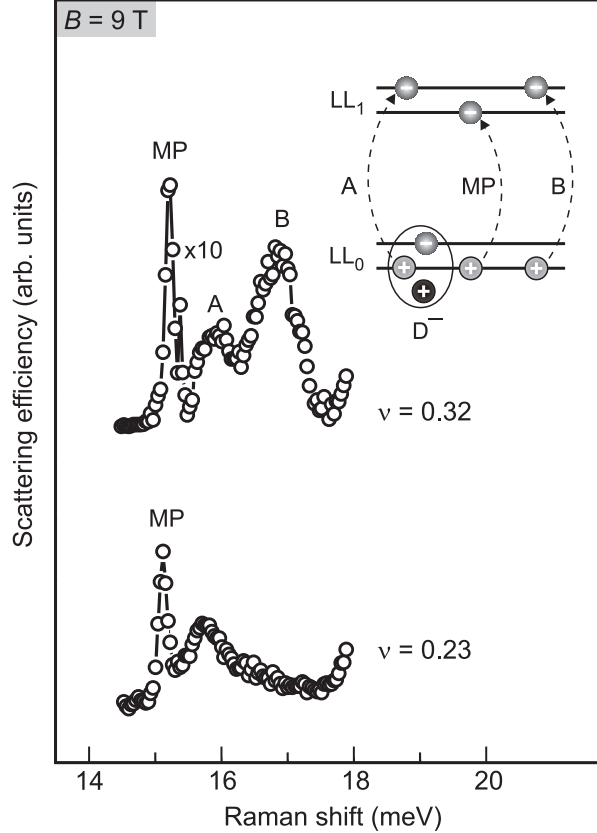 B = 9 T
MP
x10
A
B
ν = 0.32
LL₁
A
MP
B
LL₀
D⁻
MP
ν = 0.23
Scattering efficiency (arb. units)
14 16 18 20
Raman shift (meV)